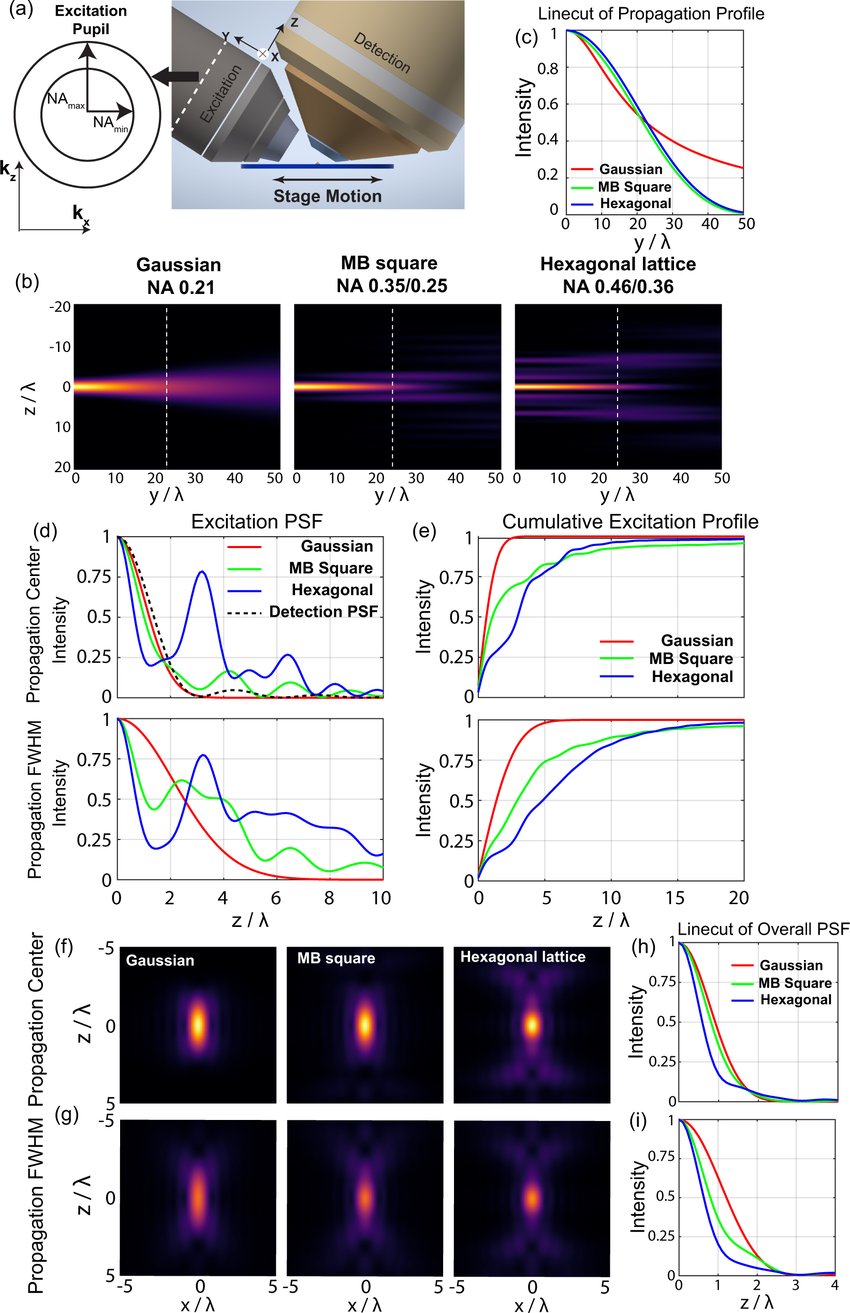 (a)
Excitation
Pupil
NAmax
NAmin
kz
kx
Y
Z
X
Excitation
Detection
Stage Motion
Linecut of Propagation Profile
(c)
Intensity
1
0.8
0.6
0.4
0.2
0
Gaussian
MB Square
Hexagonal
0 10 20 30 40 50
y / λ
(b)
Gaussian
NA 0.21
MB square
NA 0.35/0.25
Hexagonal lattice
NA 0.46/0.36
z / λ
-20
-10
0
10
20
0 10 20 30 40 50
y / λ
0 10 20 30 40 50
y / λ
0 10 20 30 40 50
y / λ
(d)
Excitation PSF
Propagation Center
Intensity
1
0.75
0.5
0.25
0
Gaussian
MB Square
Hexagonal
Detection PSF
Propagation FWHM
Intensity
1
0.75
0.5
0.25
0
0 2 4 6 8 10
z / λ
(e)
Cumulative Excitation Profile
Intensity
1
0.75
0.5
0.25
0
Gaussian
MB Square
Hexagonal
Intensity
1
0.75
0.5
0.25
0
0 5 10 15 20
z / λ
(f)
Propagation Center
z / λ
-5
0
5
Gaussian
MB square
Hexagonal lattice
(g)
Propagation FWHM
z / λ
-5
0
5
-5 0 5
x / λ
-5 0 5
x / λ
-5 0 5
x / λ
Linecut of Overall PSF
(h)
Intensity
1
0.75
0.5
0.25
0
Gaussian
MB Square
Hexagonal
(i)
Intensity
1
0.75
0.5
0.25
0
0 1 2 3 4
z / λ